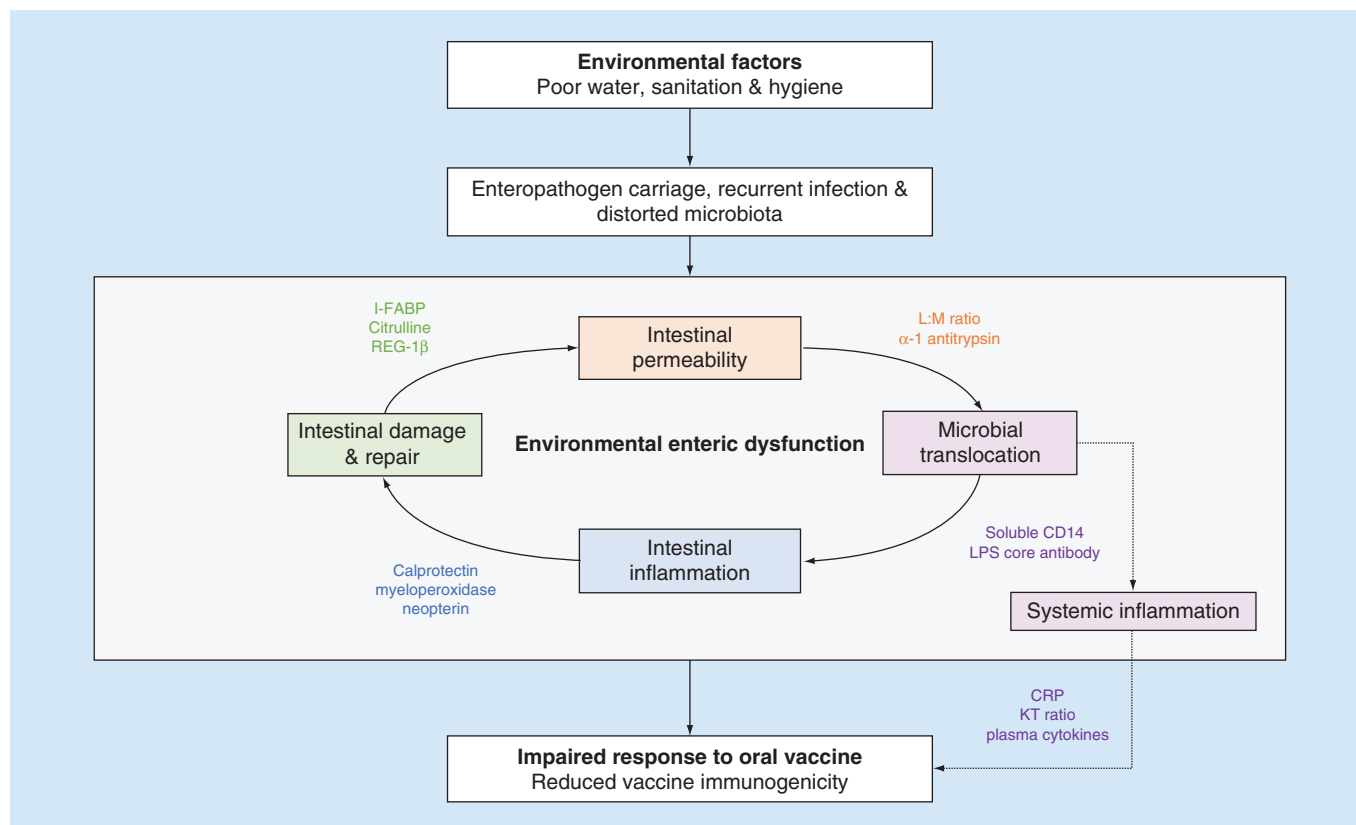 Environmental factors
Poor water, sanitation & hygiene
Enteropathogen carriage, recurrent infection &
distorted microbiota
I-FABP
Citrulline
REG-1β
Intestinal
permeability
L:M ratio
α-1 antitrypsin
Intestinal damage
& repair
Environmental enteric dysfunction
Microbial
translocation
Calprotectin
myeloperoxidase
neopterin
Intestinal
inflammation
Soluble CD14
LPS core antibody
Systemic inflammation
CRP
KT ratio
plasma cytokines
Impaired response to oral vaccine
Reduced vaccine immunogenicity